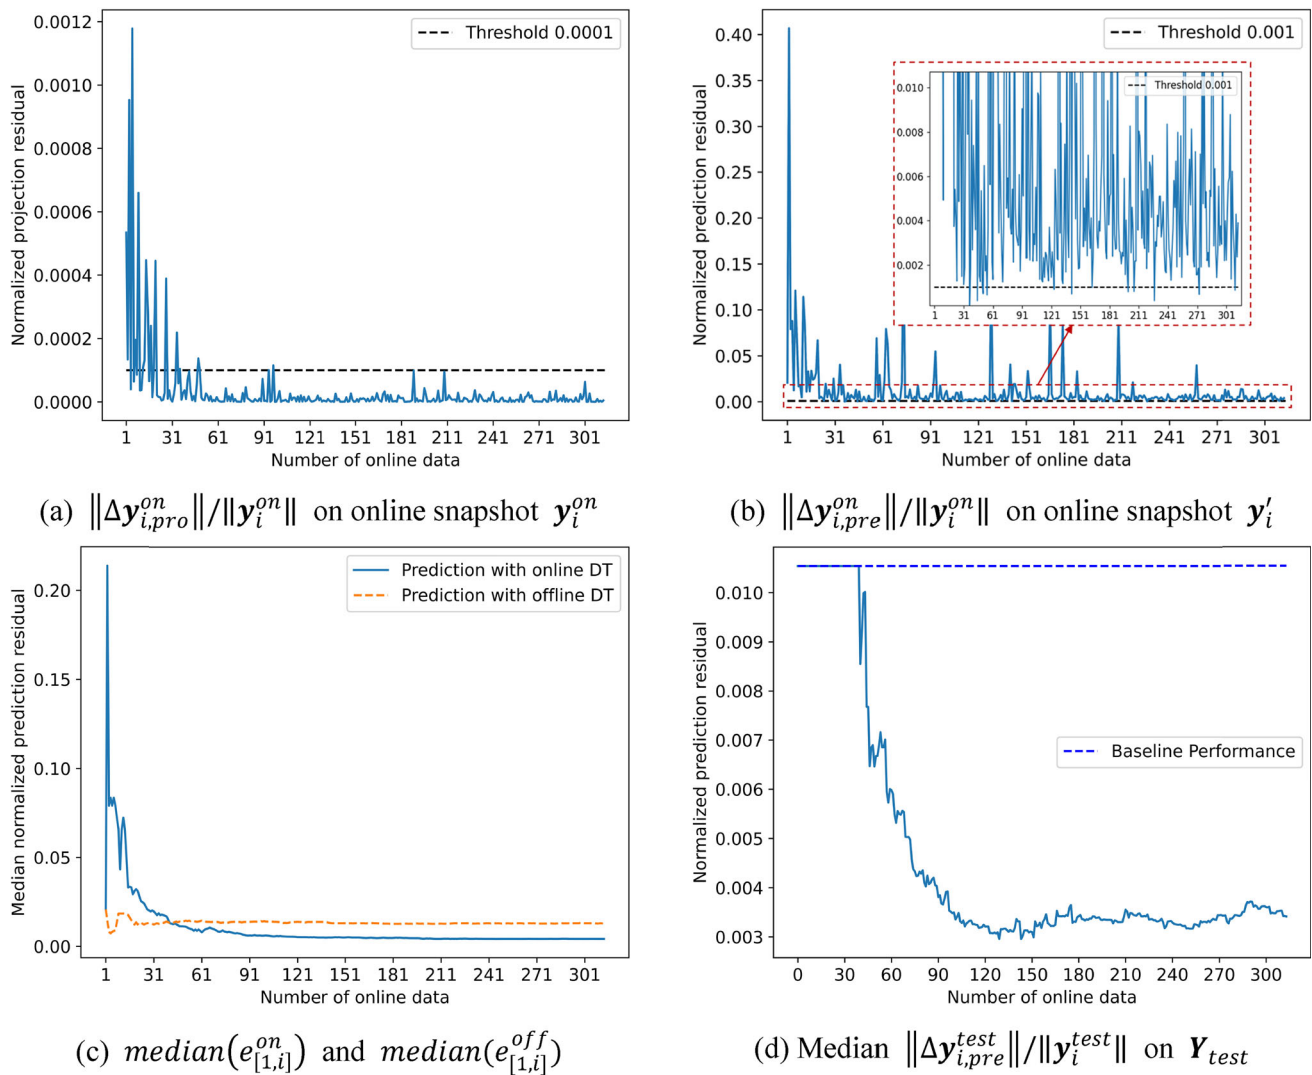 0.0012
0.0010
0.0008
0.0006
0.0004
0.0002
0.0000
Normalized projection residual
Threshold 0.0001
1 31 61 91 121 151 181 211 241 271 301
Number of online data
(a) ‖Δy_{i,pro}^{on}‖/‖y_i^{on}‖ on online snapshot y_i^{on}
0.40
0.35
0.30
0.25
0.20
0.15
0.10
0.05
0.00
Normalized prediction residual
Threshold 0.001
0.010
0.008
0.006
0.004
0.002
Threshold 0.001
1 31 61 91 121 151 181 211 241 271 301
1 31 61 91 121 151 181 211 241 271 301
Number of online data
(b) ‖Δy_{i,pre}^{on}‖/‖y_i^{on}‖ on online snapshot y_i′
0.20
0.15
0.10
0.05
0.00
Median normalized prediction residual
Prediction with online DT
Prediction with offline DT
1 31 61 91 121 151 181 211 241 271 301
Number of online data
(c) median(e_{[1,i]}^{on}) and median(e_{[1,i]}^{off})
0.010
0.009
0.008
0.007
0.006
0.005
0.004
0.003
Normalized prediction residual
Baseline Performance
0 30 60 90 120 150 180 210 240 270 300
Number of online data
(d) Median ‖Δy_{i,pre}^{test}‖/‖y_i^{test}‖ on Y_{test}